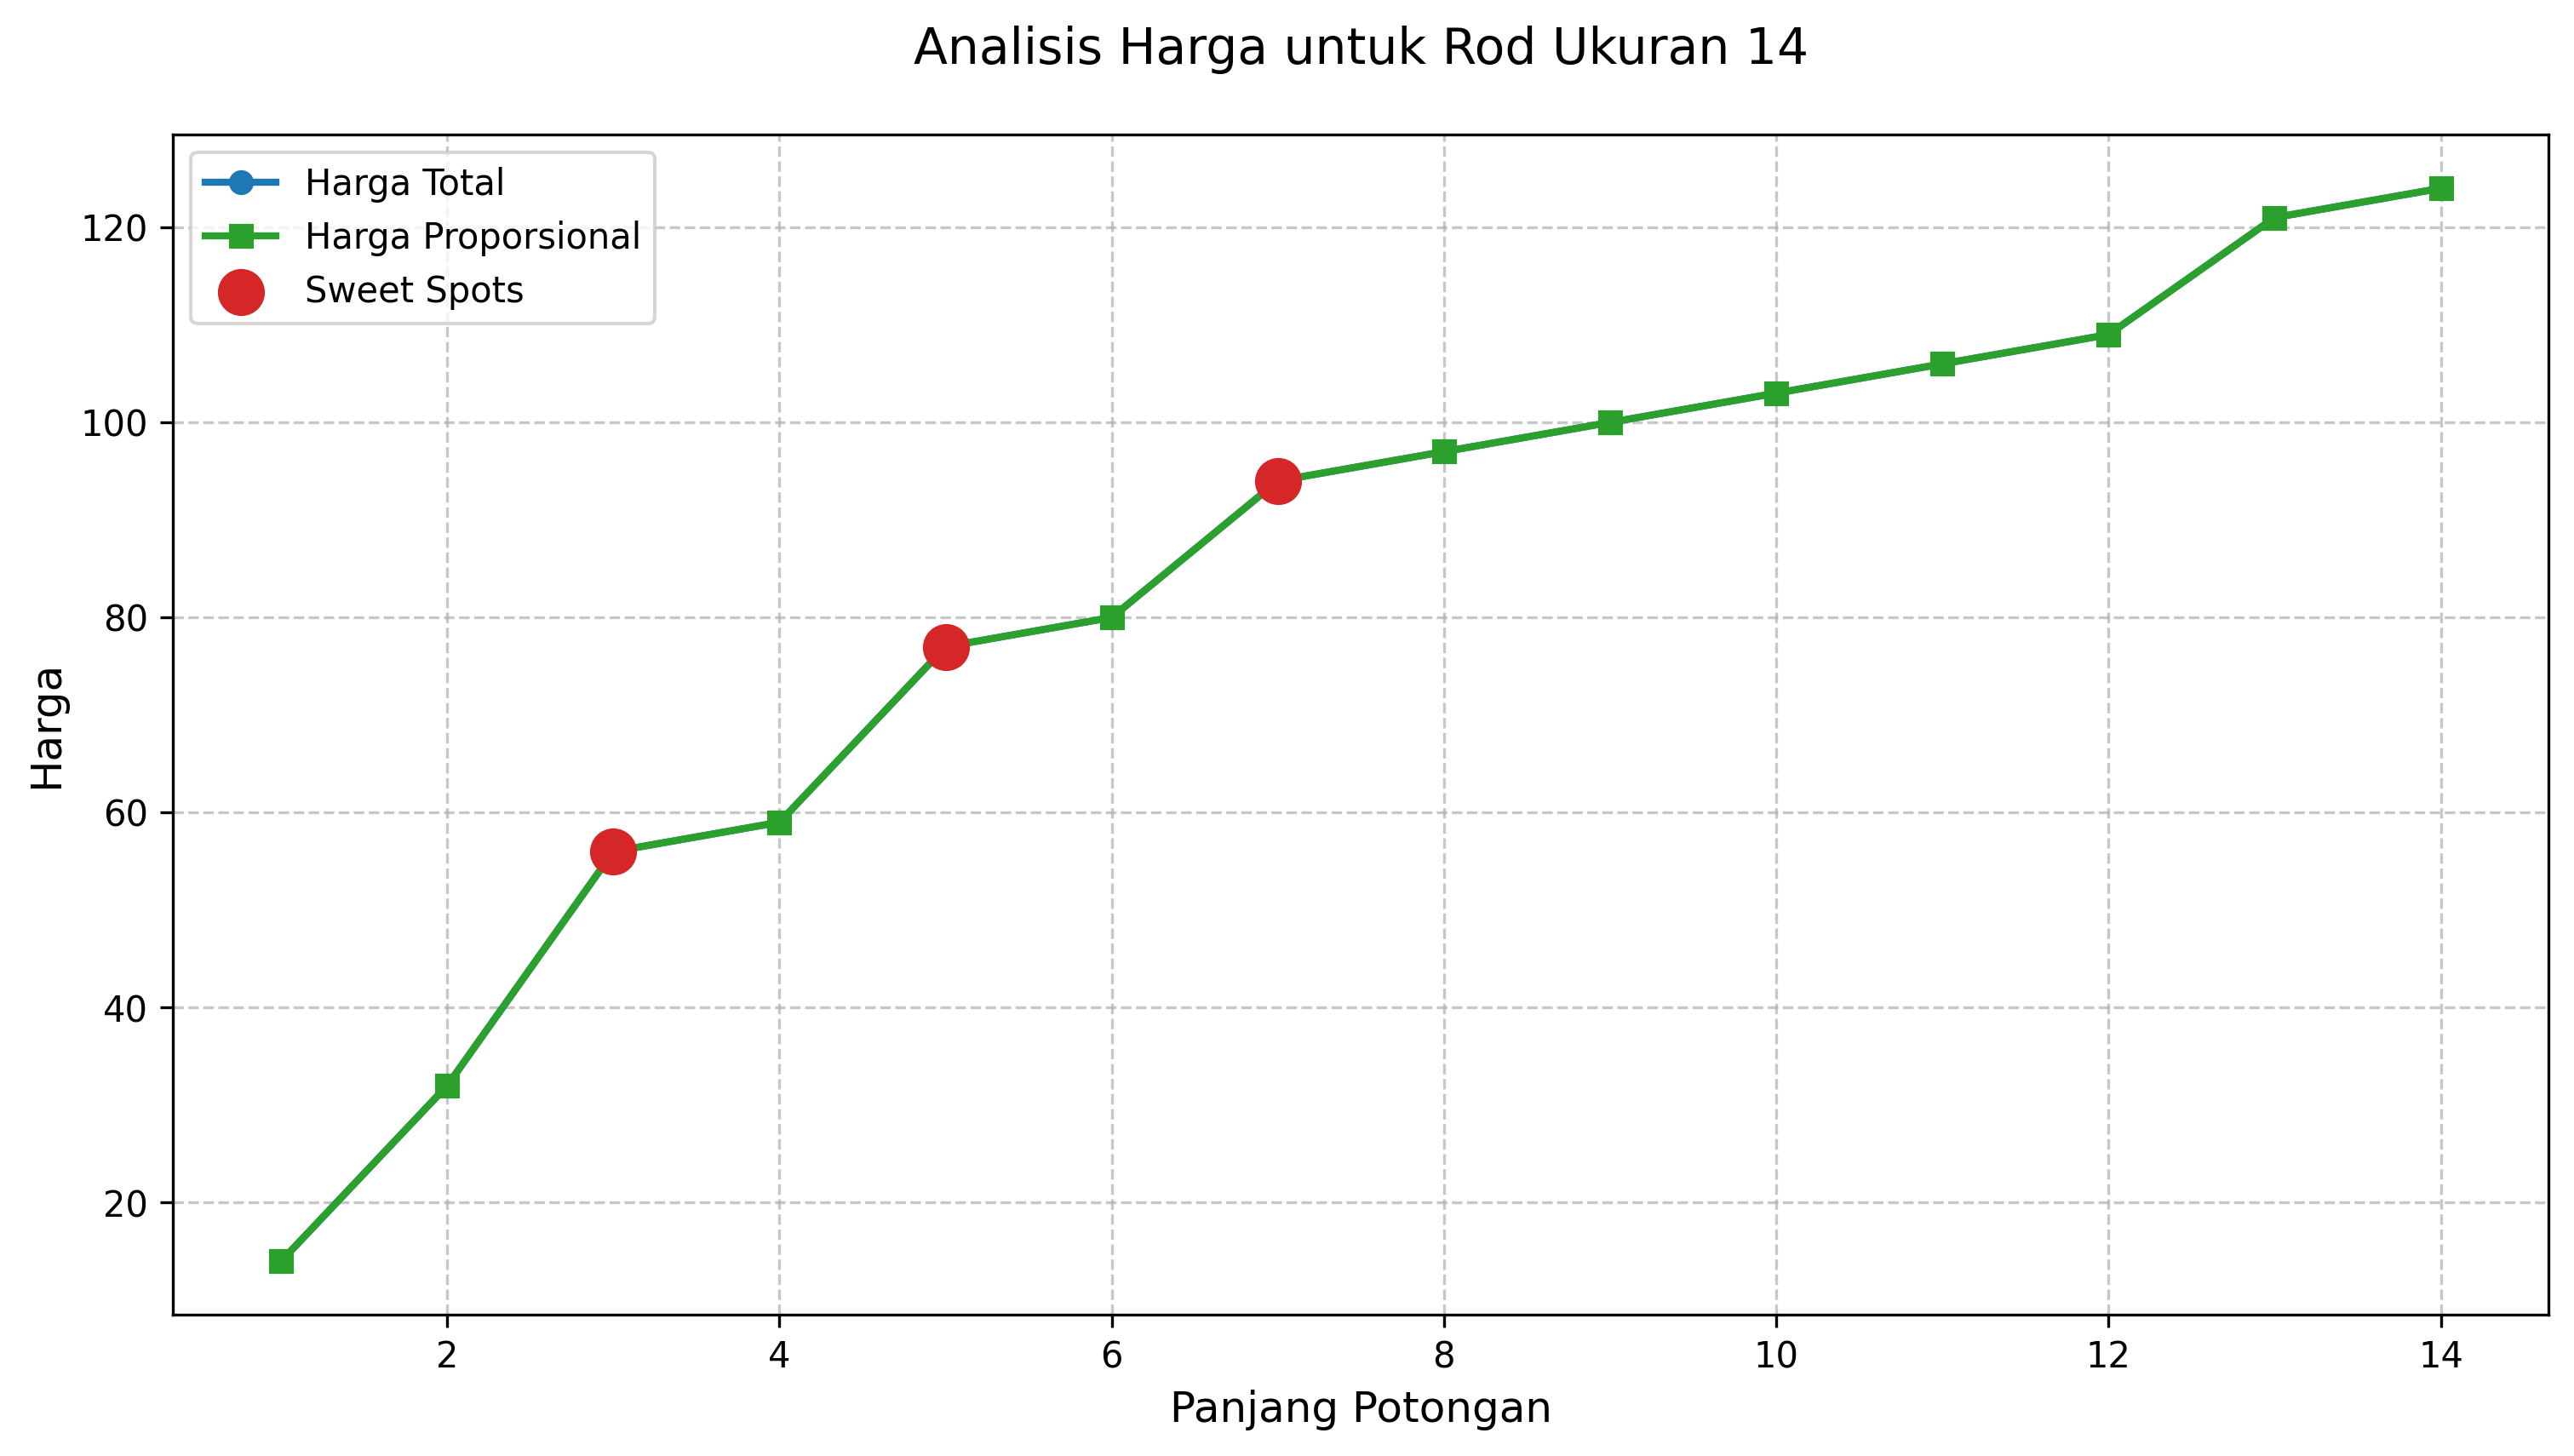 Analisis Harga untuk Rod Ukuran 14
Harga Total
Harga Proporsional
Sweet Spots
120
100
80
60
40
20
Harga
2 4 6 8 10 12 14
Panjang Potongan